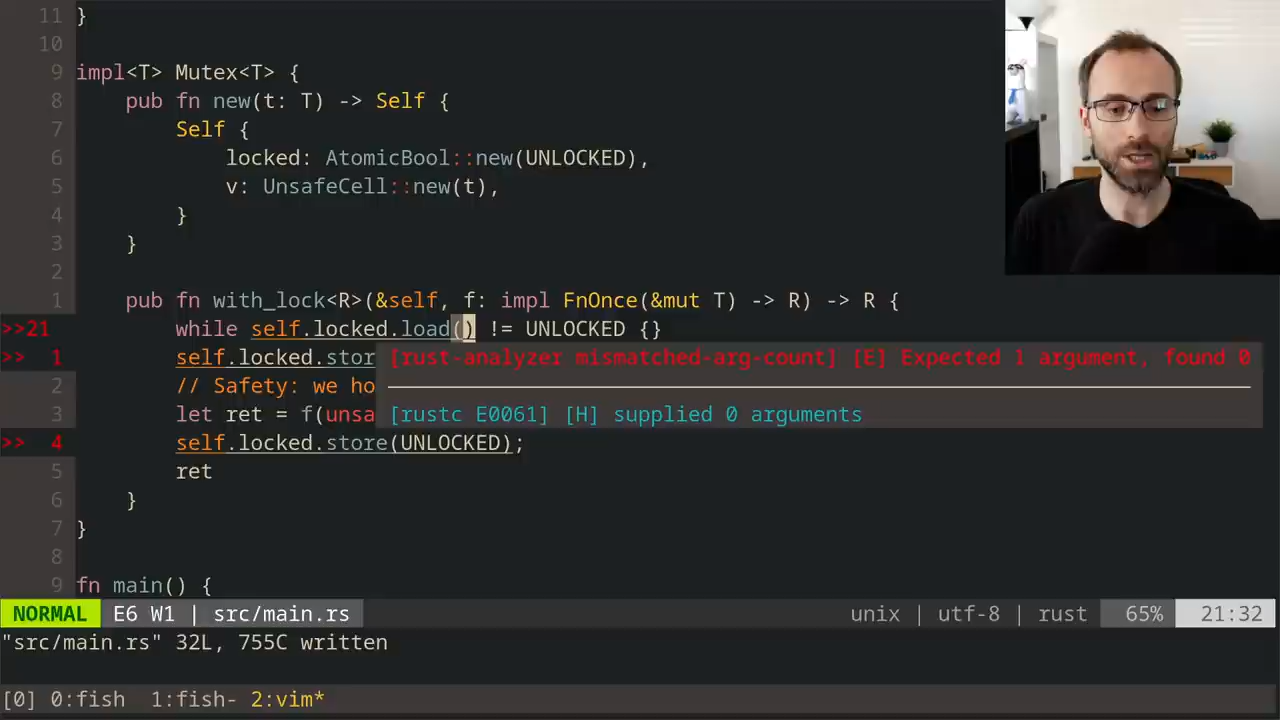 11 }
10
9 impl<T> Mutex<T> {
8 pub fn new(t: T) -> Self {
7 Self {
6 locked: AtomicBool::new(UNLOCKED),
5 v: UnsafeCell::new(t),
4 }
3 }
2
1 pub fn with_lock<R>(&self, f: impl FnOnce(&mut T) -> R) -> R {
>>21 while self.locked.load() != UNLOCKED {}
>> 1 self.locked.stor [rust-analyzer mismatched-arg-count] [E] Expected 1 argument, found 0
2 // Safety: we ho
3 let ret = f(unsa [rustc E0061] [H] supplied 0 arguments
>> 4 self.locked.store(UNLOCKED);
5 ret
6 }
7 }
8
9 fn main() {
NORMAL E6 W1 | src/main.rs unix | utf-8 | rust 65% 21:32
"src/main.rs" 32L, 755C written
[0] 0:fish 1:fish- 2:vim*